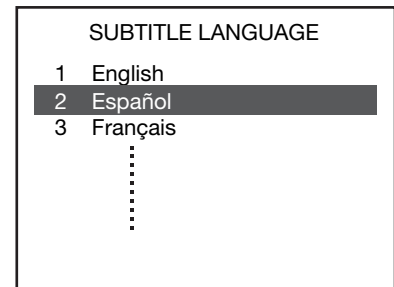 SUBTITLE LANGUAGE
1 English
2 Español
3 Français